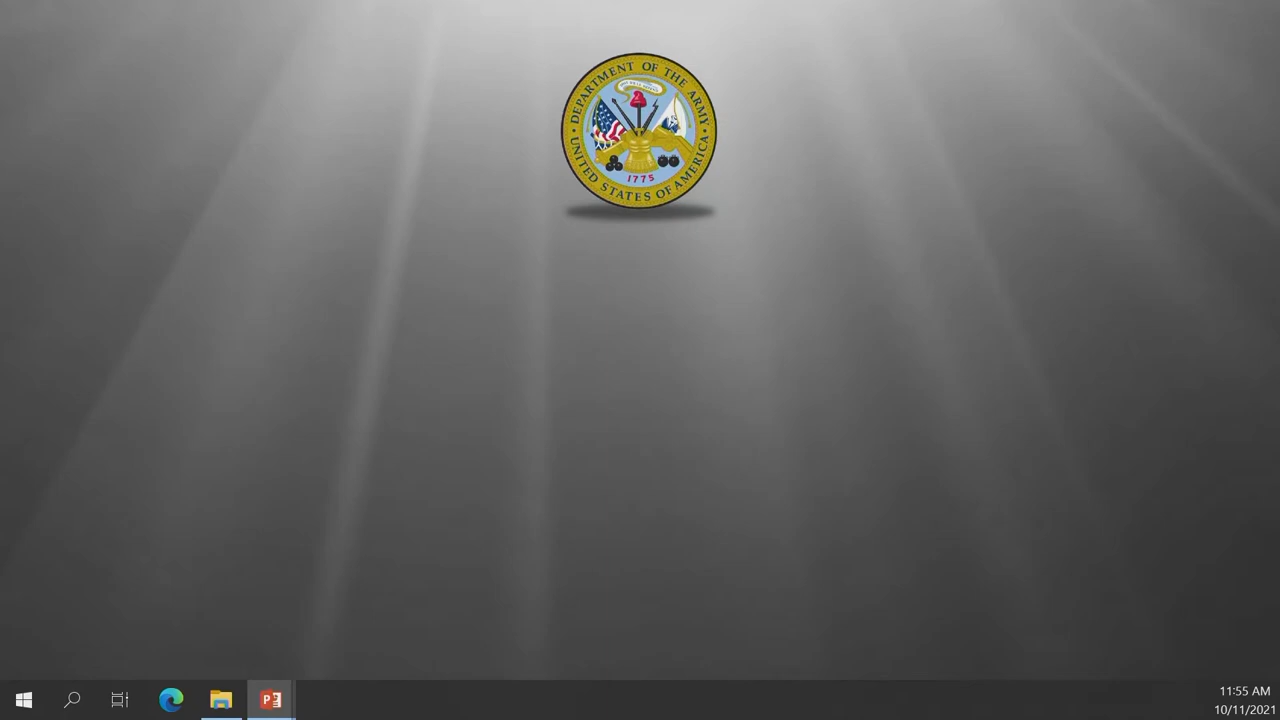 DEPARTMENT OF THE ARMY
UNITED STATES OF AMERICA
1775
P
11:55 AM
10/11/2021